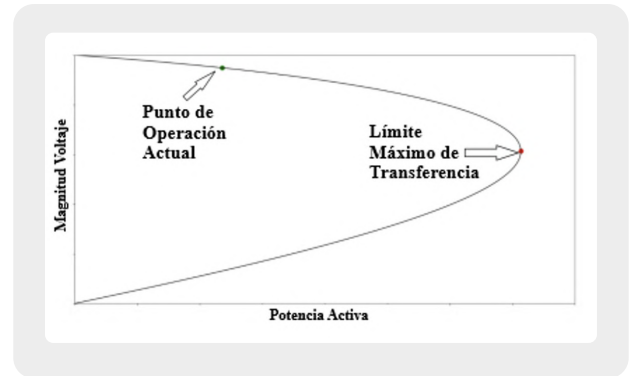 Punto de
Operación
Actual
Límite
Máximo de
Transferencia
Magnitud Voltaje
Potencia Activa